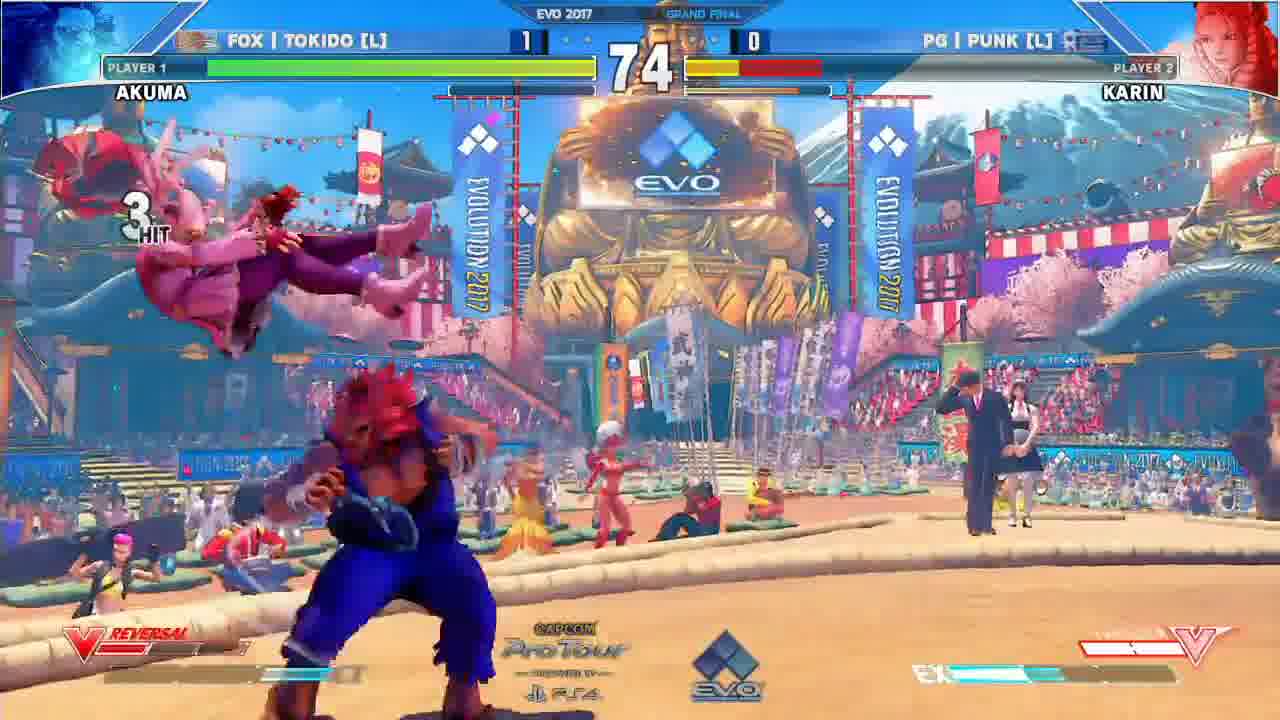 EVO 2017 GRAND FINAL
FOX | TOKIDO [L] 1
74
0 PG | PUNK [L]
PLAYER 1
PLAYER 2
AKUMA
KARIN
EVO
EVOLUTION 2017
EVOLUTION 2017
3
HIT
V REVERSAL
V
EX
CAPCOM
Pro Tour
PS4
EVO